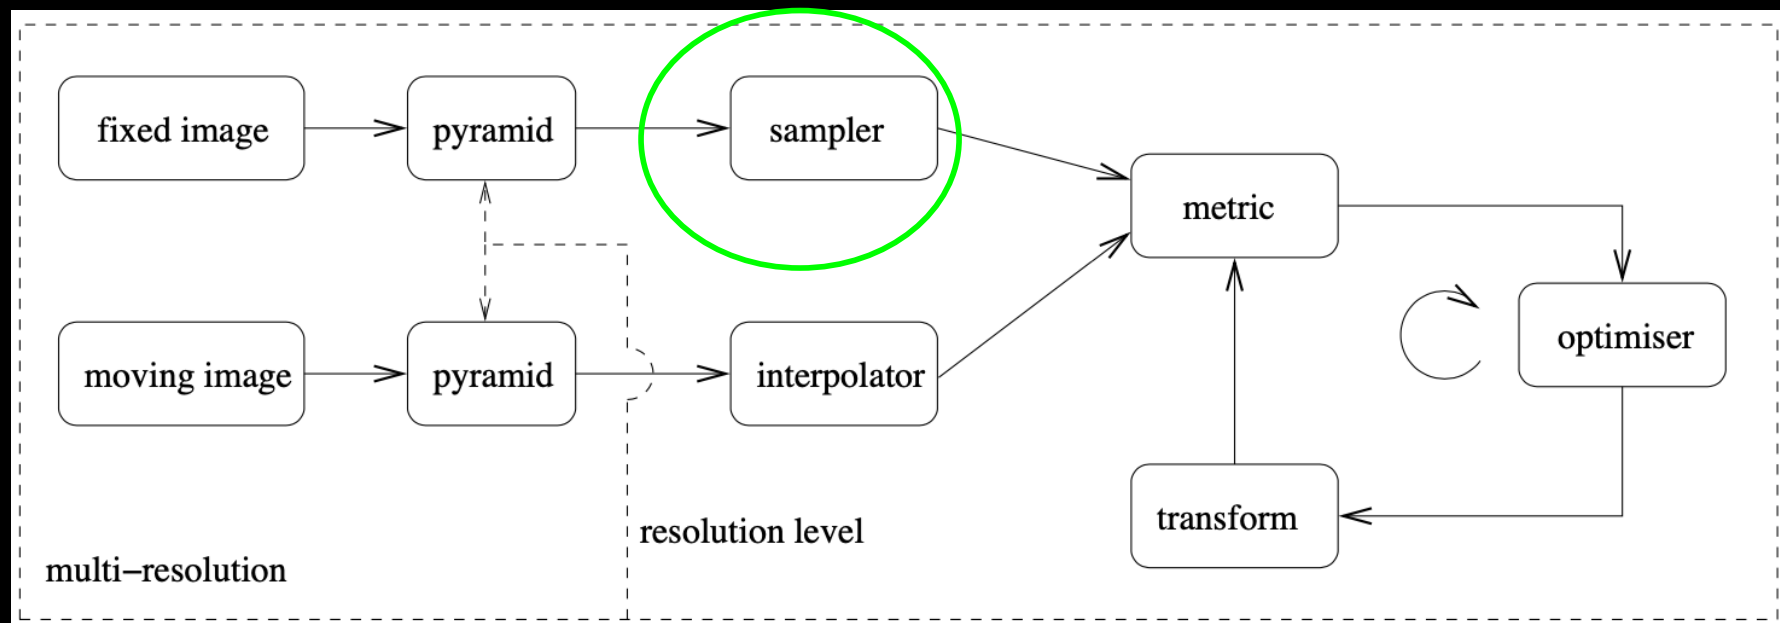 fixed image
pyramid
sampler
metric
optimiser
moving image
pyramid
interpolator
transform
resolution level
multi−resolution